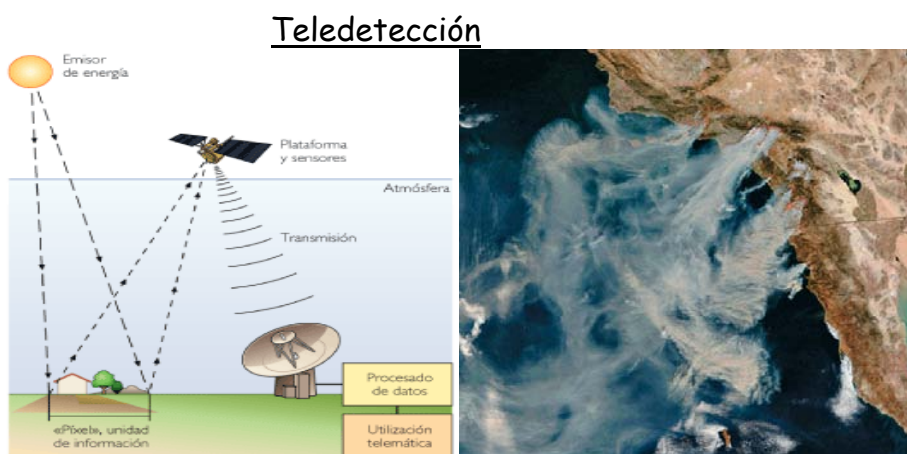 Teledetección
Emisor
de energía
Plataforma
y sensores
Atmósfera
Transmisión
«Píxel», unidad
de información
Procesado
de datos
Utilización
telemática